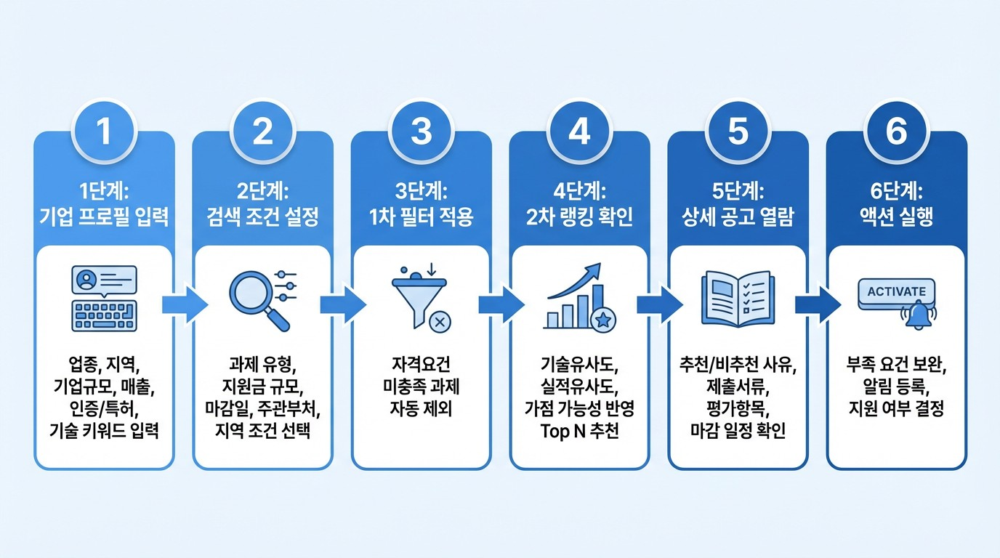 1
1단계:
기업 프로필 입력
업종, 지역,
기업규모, 매출,
인증/특허,
기술 키워드 입력
2
2단계:
검색 조건 설정
과제 유형,
지원금 규모,
마감일, 주관부처,
지역 조건 선택
3
3단계:
1차 필터 적용
자격요건
미충족 과제
자동 제외
4
4단계:
2차 랭킹 확인
기술유사도,
실적유사도,
가점 가능성 반영
Top N 추천
5
5단계:
상세 공고 열람
추천/비추천 사유,
제출서류,
평가항목,
마감 일정 확인
6
6단계:
액션 실행
ACTIVATE
부족 요건 보완,
알림 등록,
지원 여부 결정